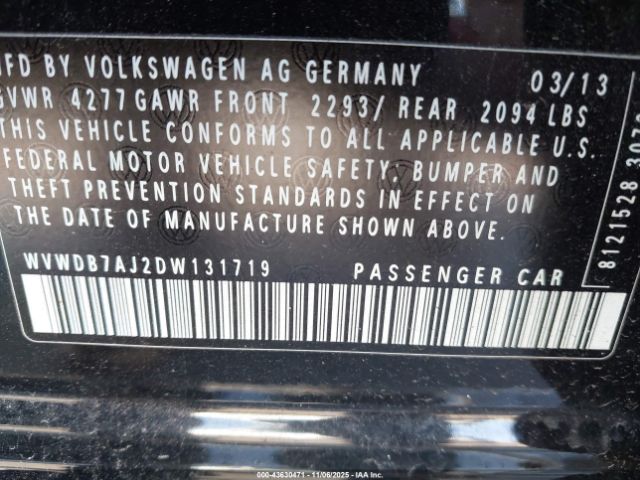 MFD BY VOLKSWAGEN AG GERMANY 03/13
GVWR 4277 GAWR FRONT 2293/ REAR 2094 LBS
THIS VEHICLE CONFORMS TO ALL APPLICABLE U.S.
FEDERAL MOTOR VEHICLE SAFETY, BUMPER AND
THEFT PREVENTION STANDARDS IN EFFECT ON
THE DATE OF MANUFACTURE SHOWN ABOVE.
WVWDB7AJ2DW131719 PASSENGER CAR
8121528
000-43630471 — 11/06/2025 — IAA, Inc.